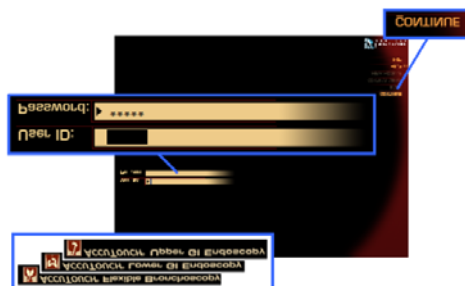 AccuTouch Flexible Bronchoscopy
AccuTouch Lower GI Endoscopy
AccuTouch Upper GI Endoscopy
User ID:
Password: •••••
CONTINUE